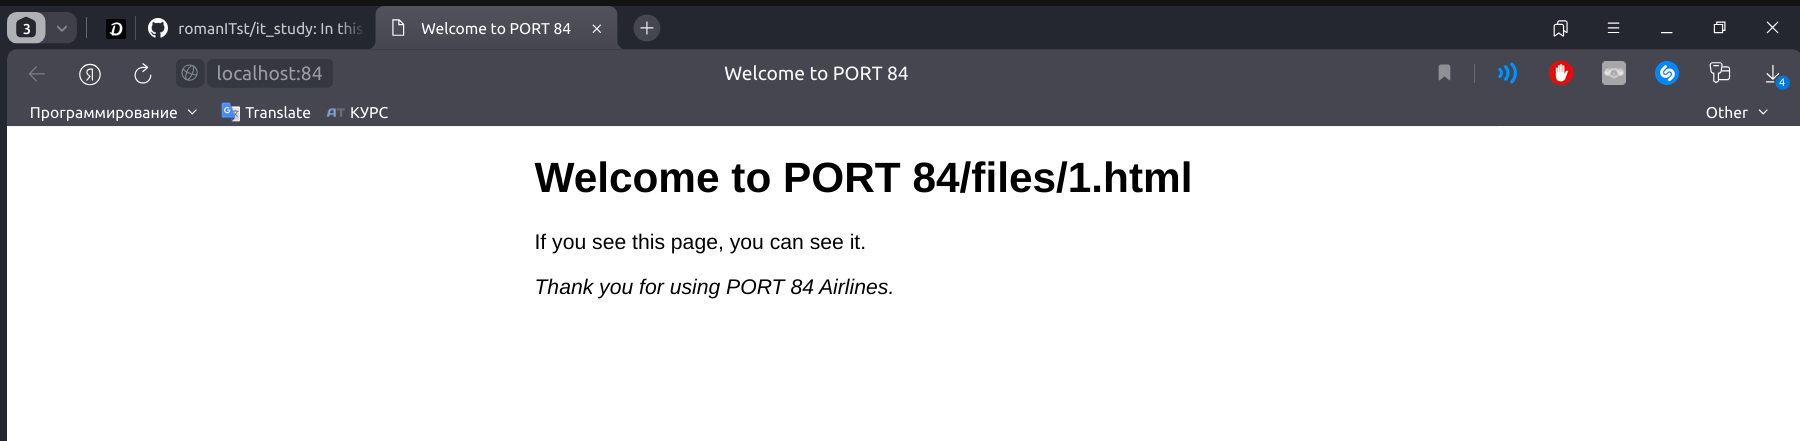 3
romanITst/it_study: In this
Welcome to PORT 84
localhost:84
Welcome to PORT 84
4
Программирование
Translate
КУРС
Other
Welcome to PORT 84/files/1.html
If you see this page, you can see it.
Thank you for using PORT 84 Airlines.